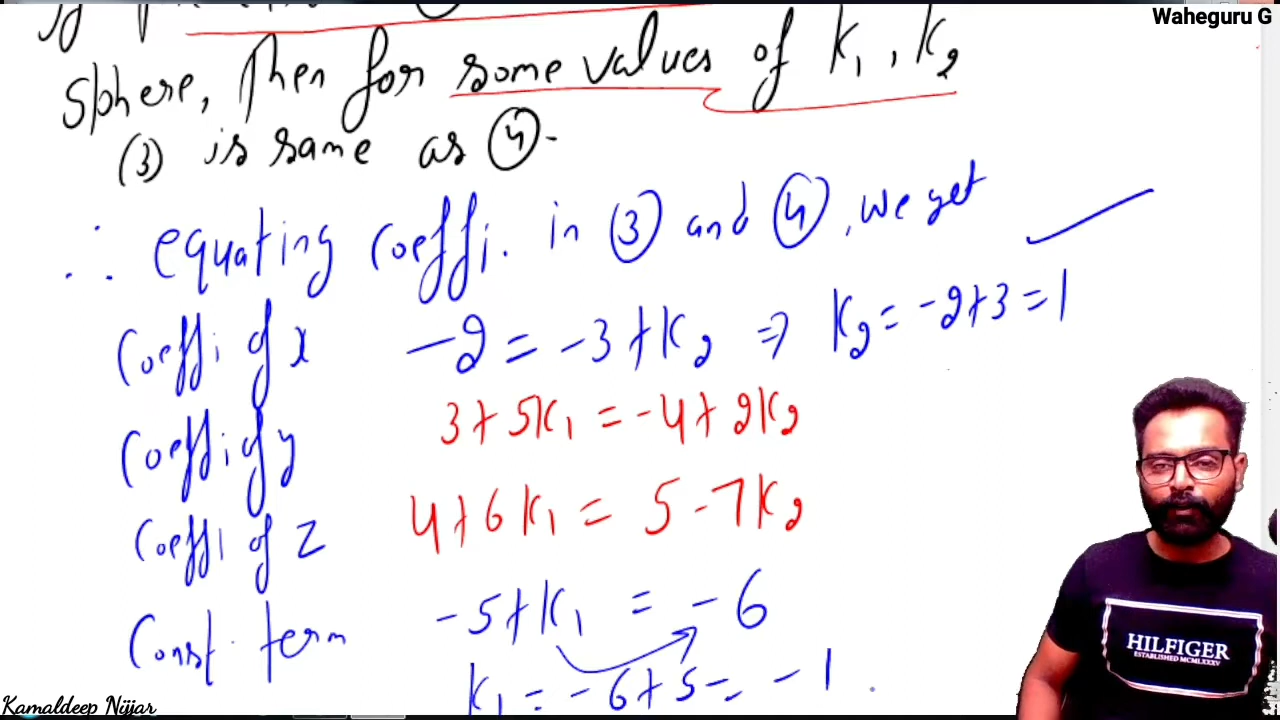 Waheguru G
sphere, then for some values of K₁, K₂
(3) is same as ④.
∴ equating coeffi. in ③ and ④, we get
Coeffi of x -2 = -3+K₂ ⇒ K₂ = -2+3 = 1
Coeffi of y 3+5K₁ = -4+2K₂
Coeffi of z 4+6K₁ = 5-7K₂
Const. term -5+K₁ = -6
K₁ = -6+5 = -1.
HILFIGER
ESTABLISHED MCMLXXXV
Kamaldeep Nijjar